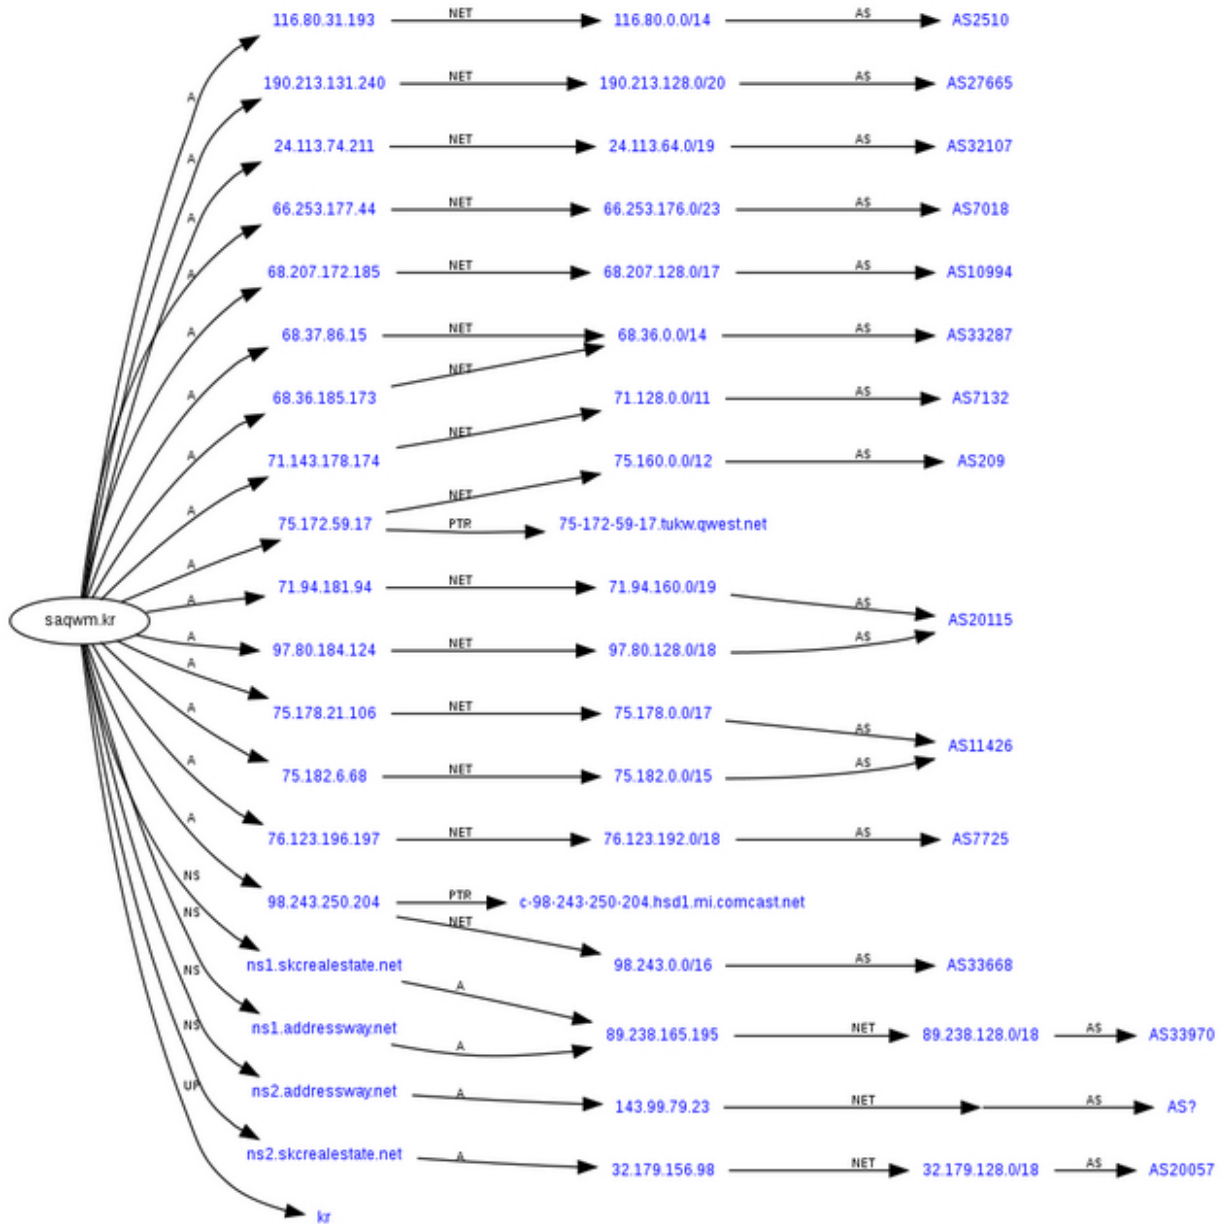 116.80.31.193 NET 116.80.0.0/14 AS AS2510
A
190.213.131.240 NET 190.213.128.0/20 AS AS27665
A
24.113.74.211 NET 24.113.64.0/19 AS AS32107
A
66.253.177.44 NET 66.253.176.0/23 AS AS7018
A
68.207.172.185 NET 68.207.128.0/17 AS AS10994
A
68.37.86.15 NET 68.36.0.0/14 AS AS33287
A
68.36.185.173 NET 71.128.0.0/11 AS AS7132
A
71.143.178.174 NET 75.160.0.0/12 AS AS209
A
NET
75.172.59.17 PTR 75-172-59-17.tukw.qwest.net
A
71.94.181.94 NET 71.94.160.0/19
A
AS
saqwm.kr AS20115
A
97.80.184.124 NET 97.80.128.0/18 AS
A
75.178.21.106 NET 75.178.0.0/17
A
AS
AS11426
75.182.6.68 NET 75.182.0.0/15 AS
A
76.123.196.197 NET 76.123.192.0/18 AS AS7725
A
98.243.250.204 PTR c-98-243-250-204.hsd1.mi.comcast.net
NS
NET
NS
ns1.skcrealestate.net 98.243.0.0/16 AS AS33668
NS
A
ns1.addressway.net 89.238.165.195 NET 89.238.128.0/18 AS AS33970
NS
A
ns2.addressway.net A 143.99.79.23 NET AS AS?
UP
ns2.skcrealestate.net A 32.179.156.98 NET 32.179.128.0/18 AS AS20057
kr